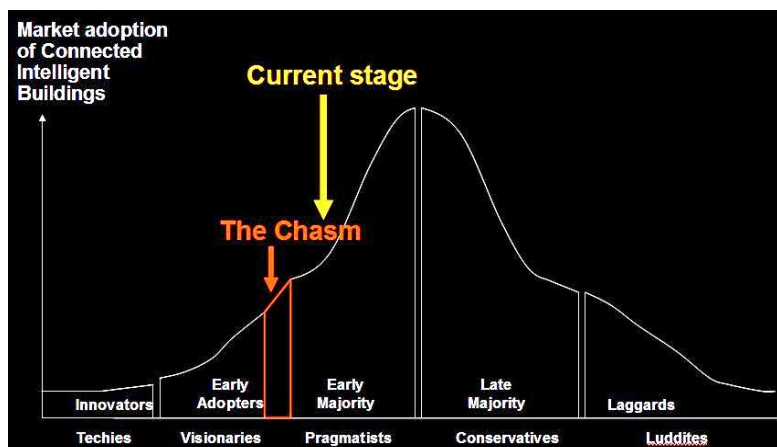 Market adoption
of Connected
Intelligent
Buildings
Current stage
The Chasm
Innovators
Early
Adopters
Early
Majority
Late
Majority
Laggards
Techies
Visionaries
Pragmatists
Conservatives
Luddites